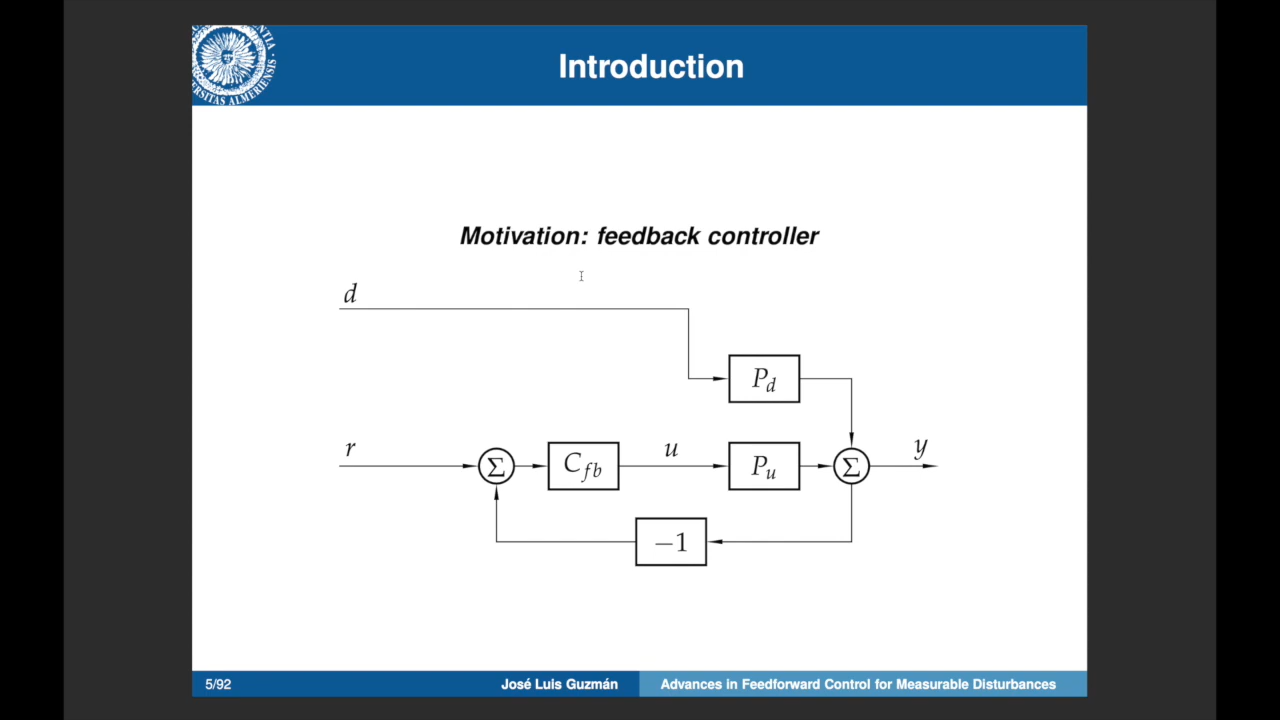 Introduction
Motivation: feedback controller
d
P_d
r
Σ
C_fb
u
P_u
Σ
y
−1
5/92
José Luis Guzmán
Advances in Feedforward Control for Measurable Disturbances